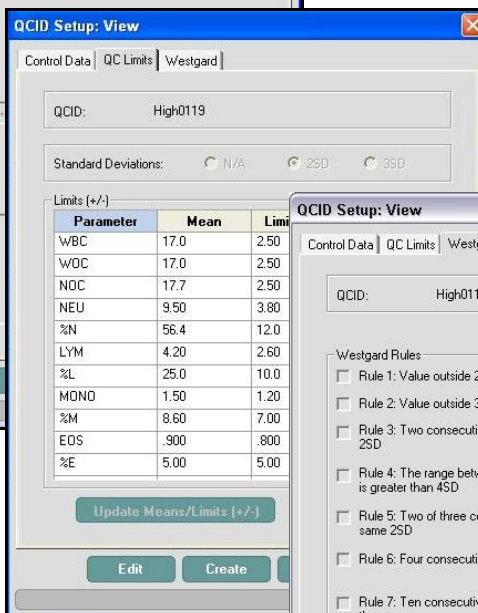 QCID Setup: View
Control Data QC Limits Westgard
QCID: High0119
Standard Deviations: N/A 2SD 3SD
Limits (+/-)
Parameter Mean Limi
WBC 17.0 2.50
WOC 17.0 2.50
NOC 17.7 2.50
NEU 9.50 3.80
%N 56.4 12.0
LYM 4.20 2.60
%L 25.0 10.0
MONO 1.50 1.20
%M 8.60 7.00
EOS .900 .800
%E 5.00 5.00
Update Means/Limits (+/-)
Edit Create
QCID Setup: View
Control Data QC Limits Westg
QCID: High011
Westgard Rules
Rule 1: Value outside 2
Rule 2: Value outside 3
Rule 3: Two consecuti
2SD
Rule 4: The range betw
is greater than 4SD
Rule 5: Two of three co
same 2SD
Rule 6: Four consecuti
Rule 7: Ten consecutiv